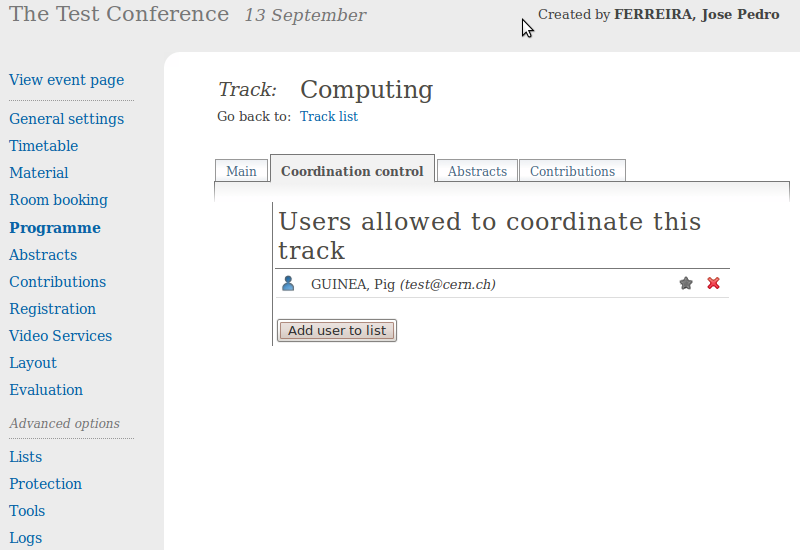 The Test Conference 13 September
Created by FERREIRA, Jose Pedro
View event page
General settings
Timetable
Material
Room booking
Programme
Abstracts
Contributions
Registration
Video Services
Layout
Evaluation
Advanced options
Lists
Protection
Tools
Logs
Track: Computing
Go back to: Track list
Main Coordination control Abstracts Contributions
Users allowed to coordinate this
track
GUINEA, Pig (test@cern.ch)
Add user to list